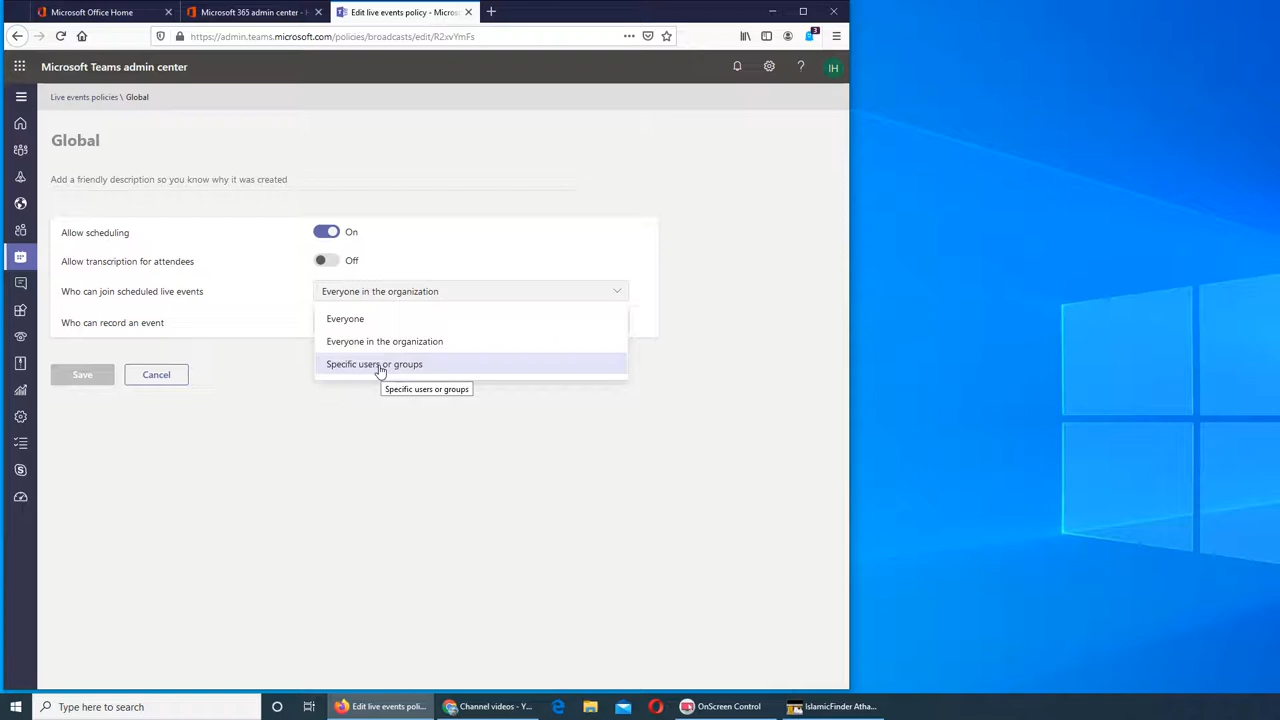 Microsoft Office Home
Microsoft 365 admin center -
Edit live events policy - Micros
https://admin.teams.microsoft.com/policies/broadcasts/edit/R2xvYmFs
3
Microsoft Teams admin center
IH
Live events policies \ Global
Global
Add a friendly description so you know why it was created
Allow scheduling
On
Allow transcription for attendees
Off
Who can join scheduled live events
Everyone in the organization
Who can record an event
Everyone
Everyone in the organization
Specific users or groups
Specific users or groups
Save
Cancel
Type here to search
Edit live events poli...
Channel videos - Y...
OnScreen Control
IslamicFinder Atha...